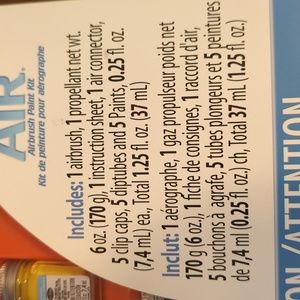 AIR®
Airbrush Paint Kit
Kit de peinture pour aérographe
Includes: 1 airbrush, 1 propellant net wt.
6 oz. (170 g), 1 instruction sheet, 1 air connector,
5 clip caps, 5 diptubes and 5 paints, 0.25 fl. oz.
(7,4 mL) ea, Total 1.25 fl. oz. (37 mL)
Inclut: 1 aérographe, 1 gaz propulseur poids net
170 g (6 oz.), 1 fiche de consignes, 1 raccord d'air,
5 bouchons à agrafe, 5 tubes plongeurs et 5 peintures
de 7,4 ml (0.25 fl. oz) ch, Total 37 ml (1.25 fl. oz.)
ON/ATTENTION